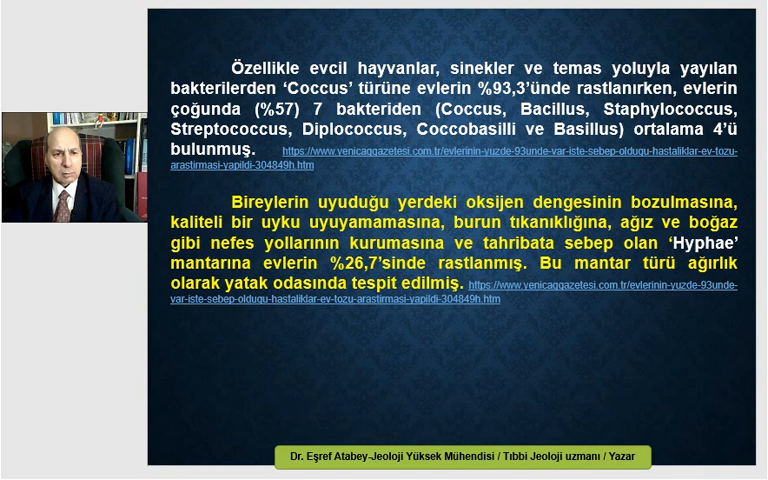 Özellikle evcil hayvanlar, sinekler ve temas yoluyla yayılan
bakterilerden ‘Coccus’ türüne evlerin %93,3’ünde rastlanırken, evlerin
çoğunda (%57) 7 bakteriden (Coccus, Bacillus, Staphylococcus,
Streptococcus, Diplococcus, Coccobasilli ve Basillus) ortalama 4’ü
bulunmuş. https://www.yenicaggazetesi.com.tr/evlerinin-yuzde-93unde-var-iste-sebep-oldugu-hastaliklar-ev-tozu-
arastirmasi-yapildi-304849h.htm
Bireylerin uyuduğu yerdeki oksijen dengesinin bozulmasına,
kaliteli bir uyku uyuyamamasına, burun tıkanıklığına, ağız ve boğaz
gibi nefes yollarının kurumasına ve tahribata sebep olan ‘Hyphae’
mantarına evlerin %26,7’sinde rastlanmış. Bu mantar türü ağırlık
olarak yatak odasında tespit edilmiş. https://www.yenicaggazetesi.com.tr/evlerinin-yuzde-93unde-
var-iste-sebep-oldugu-hastaliklar-ev-tozu-arastirmasi-yapildi-304849h.htm
Dr. Eşref Atabey-Jeoloji Yüksek Mühendisi / Tıbbi Jeoloji uzmanı / Yazar